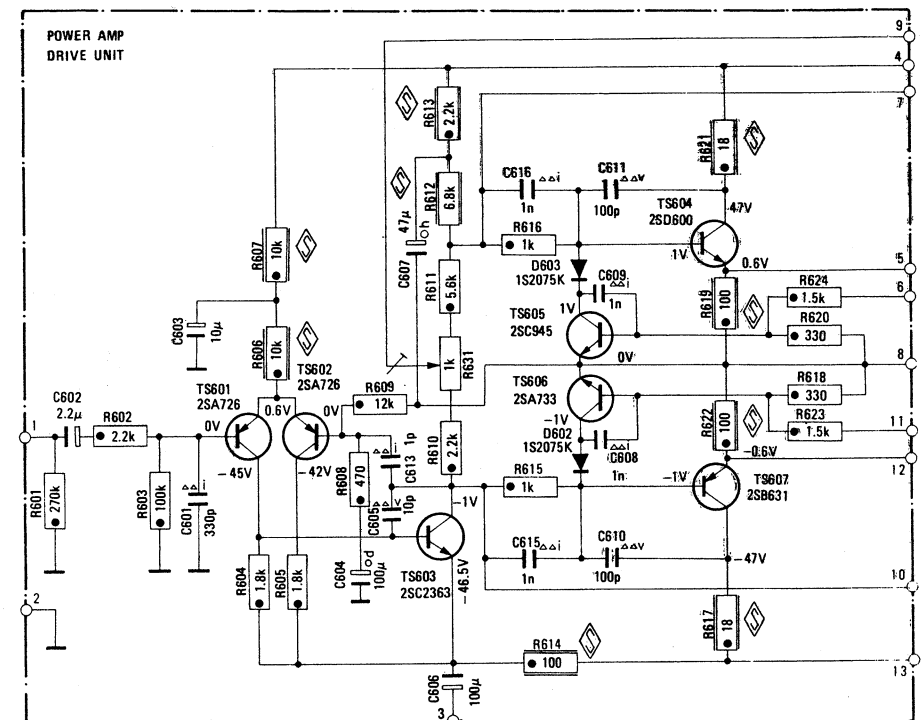 POWER AMP
DRIVE UNIT
9
4
7
R613
2.2k
R621
18
C616 △△i
1n
C611 △△v
100p
TS604
2SD600
47V
R612
6.8k
47µ
h
C607
R616
1k
1V
0.6V
5
R607
10k
D603
1S2075K
C609 △△i
1n
R611
5.6k
R619
100
R624
1.5k
6
C603
10µ
TS605
2SC945
1V
R620
330
R606
10k
TS602
2SA726
1k
R631
0V
8
TS601
2SA726
R609
12k
TS606
2SA733
R618
330
C602
2.2µ
R602
2.2k
0V
0.6V
0V
-1V
R622
100
R623
1.5k
11
1
D602
1S2075K
△△i
C608
1n
-0.6V
12
-45V
-42V
R608
470
△△i
C613
1p
R610
2.2k
R615
1k
-1V
TS607
2SB631
R601
270k
R603
100k
△△i
C601
330p
C605
△△v
10p
-1V
C615 △△i
1n
C610 △△v
100p
-47V
TS603
2SC2363
-46.5V
R604
1.8k
R605
1.8k
C604
d
100µ
10
2
R617
18
R614
100
13
C606
100µ
3